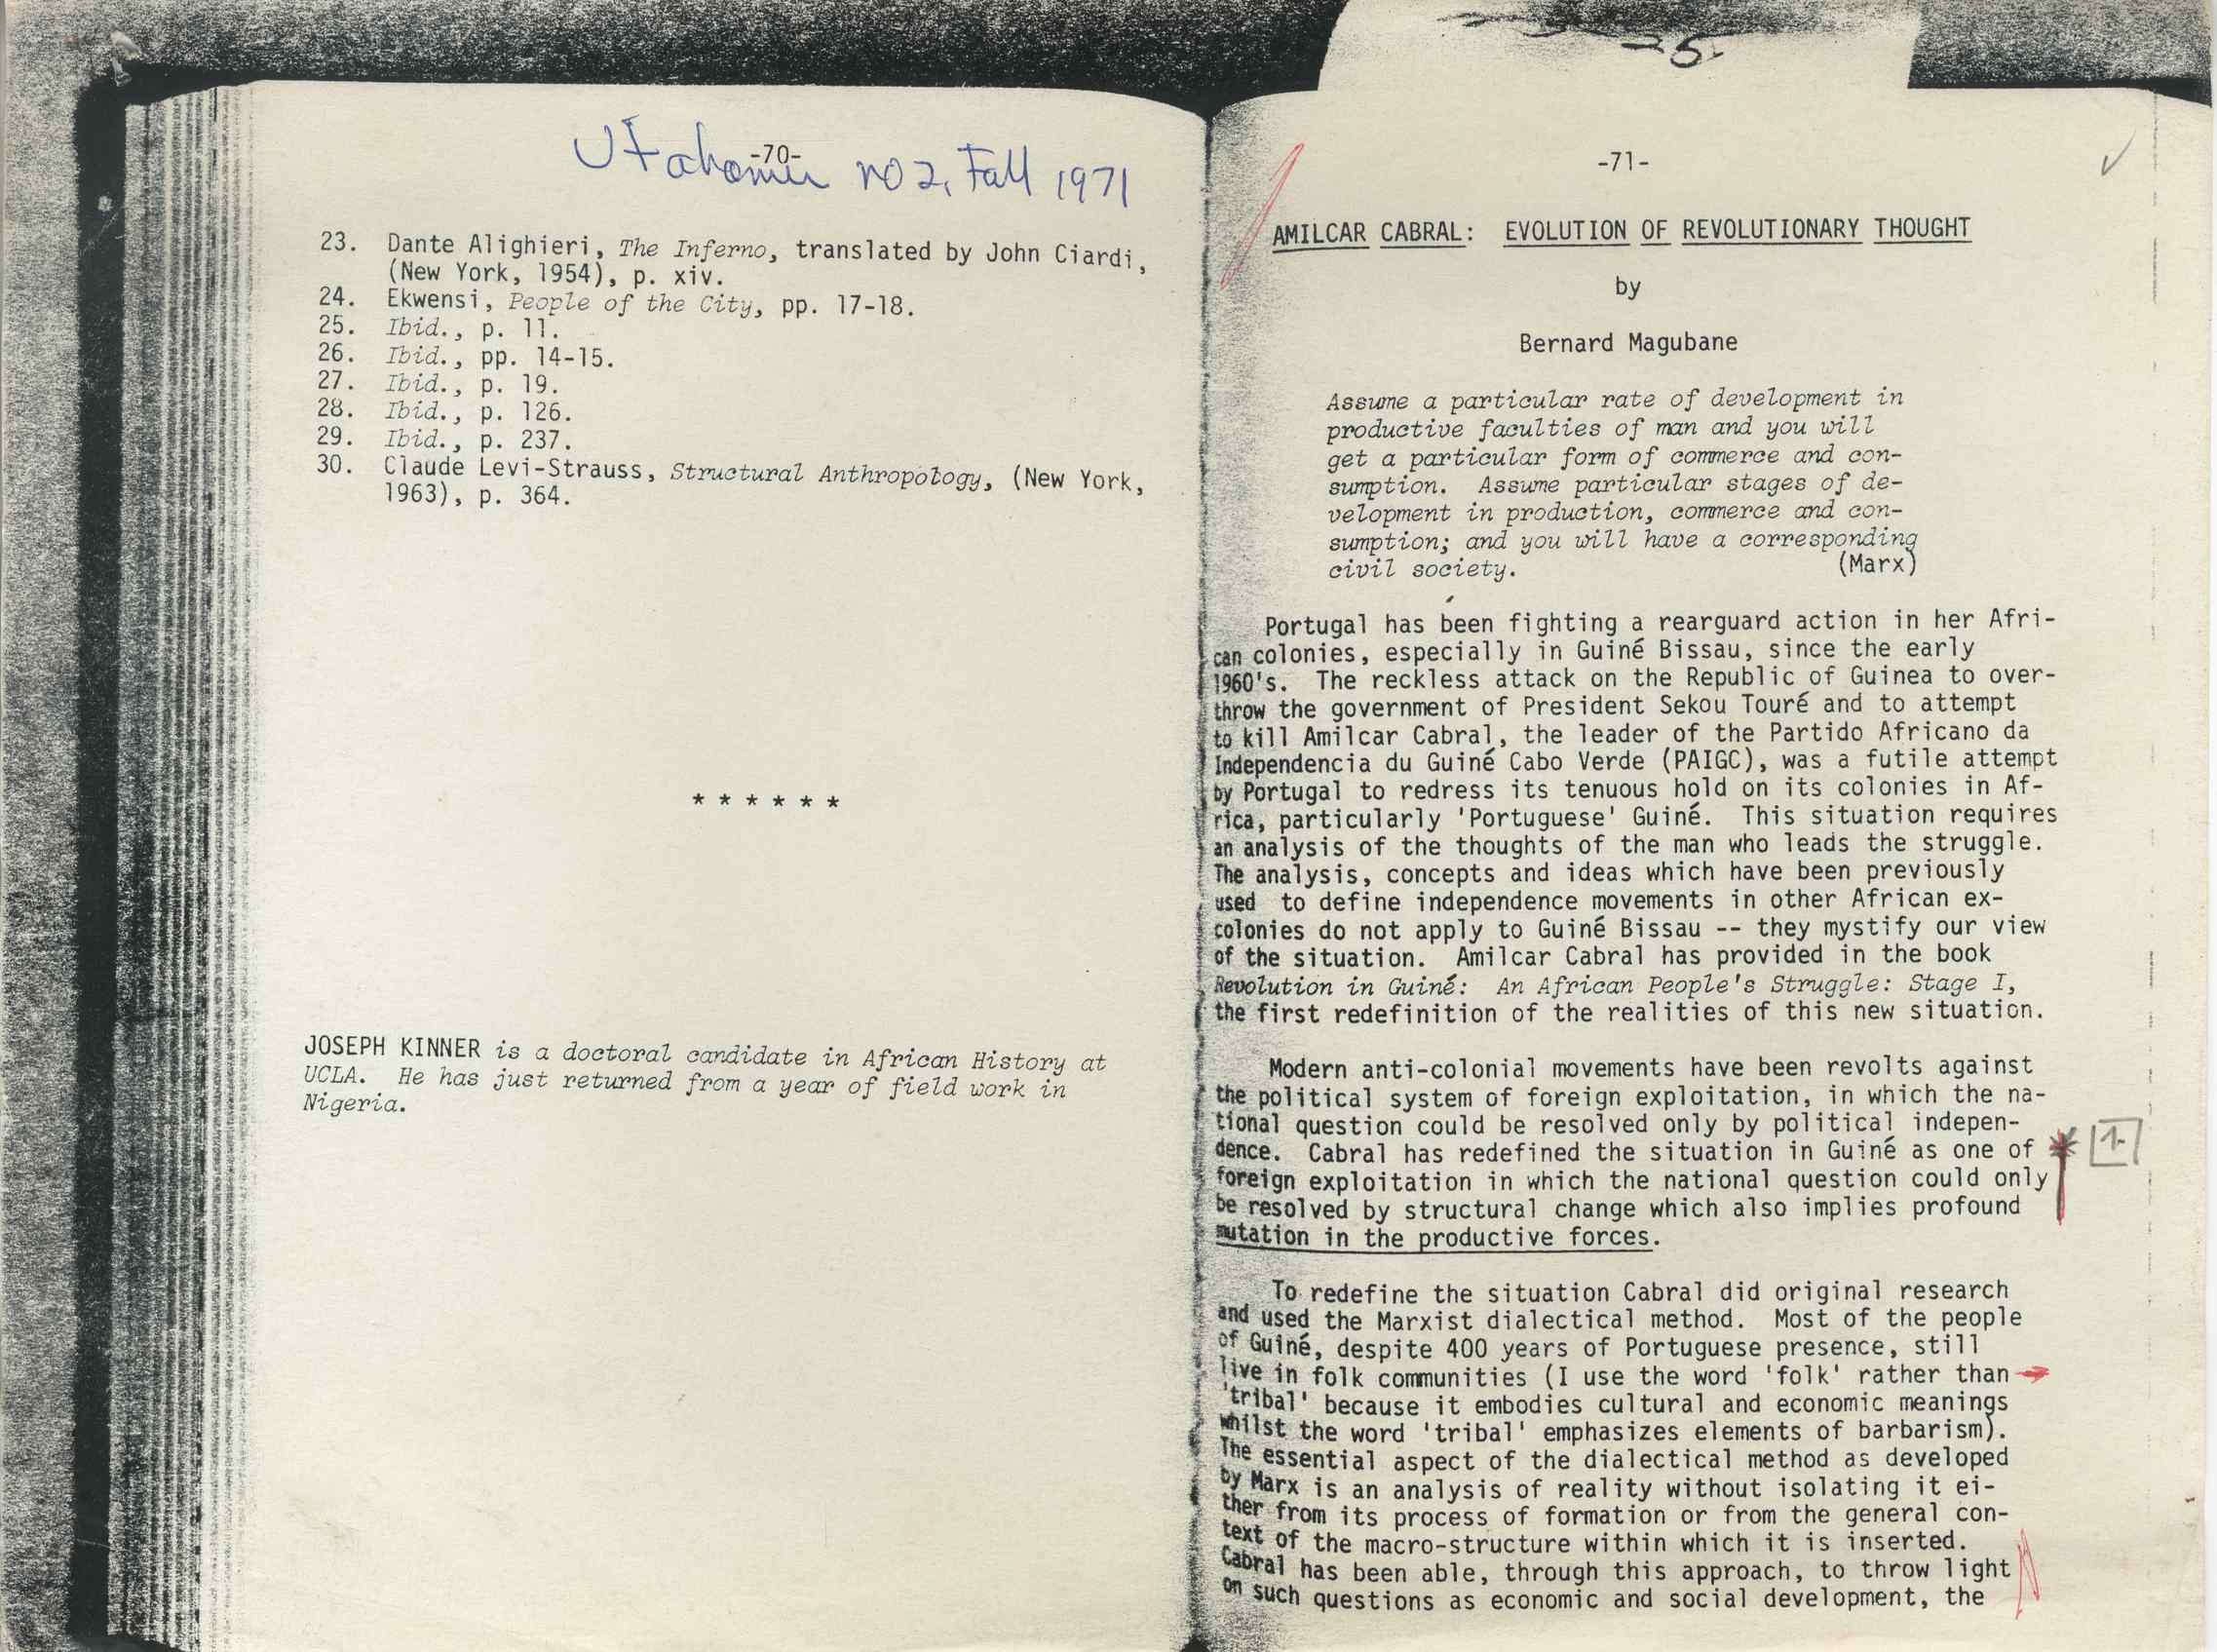 -70-
no 2, Fall 1971
23. Dante Alighieri, The Inferno, translated by John Ciardi,
(New York, 1954), p. xiv.
24. Ekwensi, People of the City, pp. 17-18.
25. Ibid., p. 11.
26. Ibid., pp. 14-15.
27. Ibid., p. 19.
28. Ibid., p. 126.
29. Ibid., p. 237.
30. Claude Levi-Strauss, Structural Anthropology, (New York,
1963), p. 364.
* * * * * *
JOSEPH KINNER is a doctoral candidate in African History at
UCLA. He has just returned from a year of field work in
Nigeria.
5.
-71-
AMILCAR CABRAL: EVOLUTION OF REVOLUTIONARY THOUGHT
by
Bernard Magubane
Assume a particular rate of development in
productive faculties of man and you will
get a particular form of commerce and con-
sumption. Assume particular stages of de-
velopment in production, commerce and con-
sumption; and you will have a corresponding
civil society. (Marx)
Portugal has been fighting a rearguard action in her Afri-
can colonies, especially in Guiné Bissau, since the early
1960's. The reckless attack on the Republic of Guinea to over-
throw the government of President Sekou Touré and to attempt
to kill Amilcar Cabral, the leader of the Partido Africano da
Independencia du Guiné Cabo Verde (PAIGC), was a futile attempt
by Portugal to redress its tenuous hold on its colonies in Af-
rica, particularly 'Portuguese' Guiné. This situation requires
an analysis of the thoughts of the man who leads the struggle.
The analysis, concepts and ideas which have been previously
used to define independence movements in other African ex-
colonies do not apply to Guiné Bissau -- they mystify our view
of the situation. Amilcar Cabral has provided in the book
Revolution in Guiné: An African People's Struggle: Stage I,
the first redefinition of the realities of this new situation.
Modern anti-colonial movements have been revolts against
the political system of foreign exploitation, in which the na-
tional question could be resolved only by political indepen-
dence. Cabral has redefined the situation in Guiné as one of
* 1.
foreign exploitation in which the national question could only
be resolved by structural change which also implies profound
mutation in the productive forces.
To redefine the situation Cabral did original research
and used the Marxist dialectical method. Most of the people
of Guiné, despite 400 years of Portuguese presence, still
live in folk communities (I use the word 'folk' rather than
'tribal' because it embodies cultural and economic meanings
whilst the word 'tribal' emphasizes elements of barbarism).
The essential aspect of the dialectical method as developed
by Marx is an analysis of reality without isolating it ei-
ther from its process of formation or from the general con-
text of the macro-structure within which it is inserted.
Cabral has been able, through this approach, to throw light
on such questions as economic and social development, the